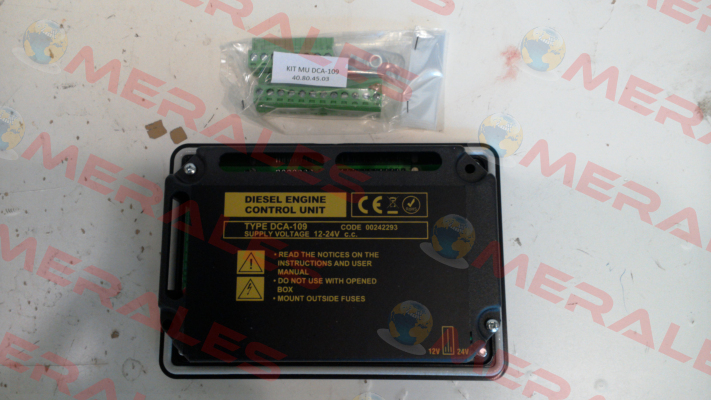 KIT MU DCA-109
40.80.45.03
DIESEL ENGINE
CONTROL UNIT
CE
TYPE DCA-109 CODE 00242293
SUPPLY VOLTAGE 12-24V c.c.
• READ THE NOTICES ON THE
INSTRUCTIONS AND USER
MANUAL
• DO NOT USE WITH OPENED
BOX
• MOUNT OUTSIDE FUSES
12V 24V
MERALES
MERALES
MERALES
MERALES
MERALES
MERALES